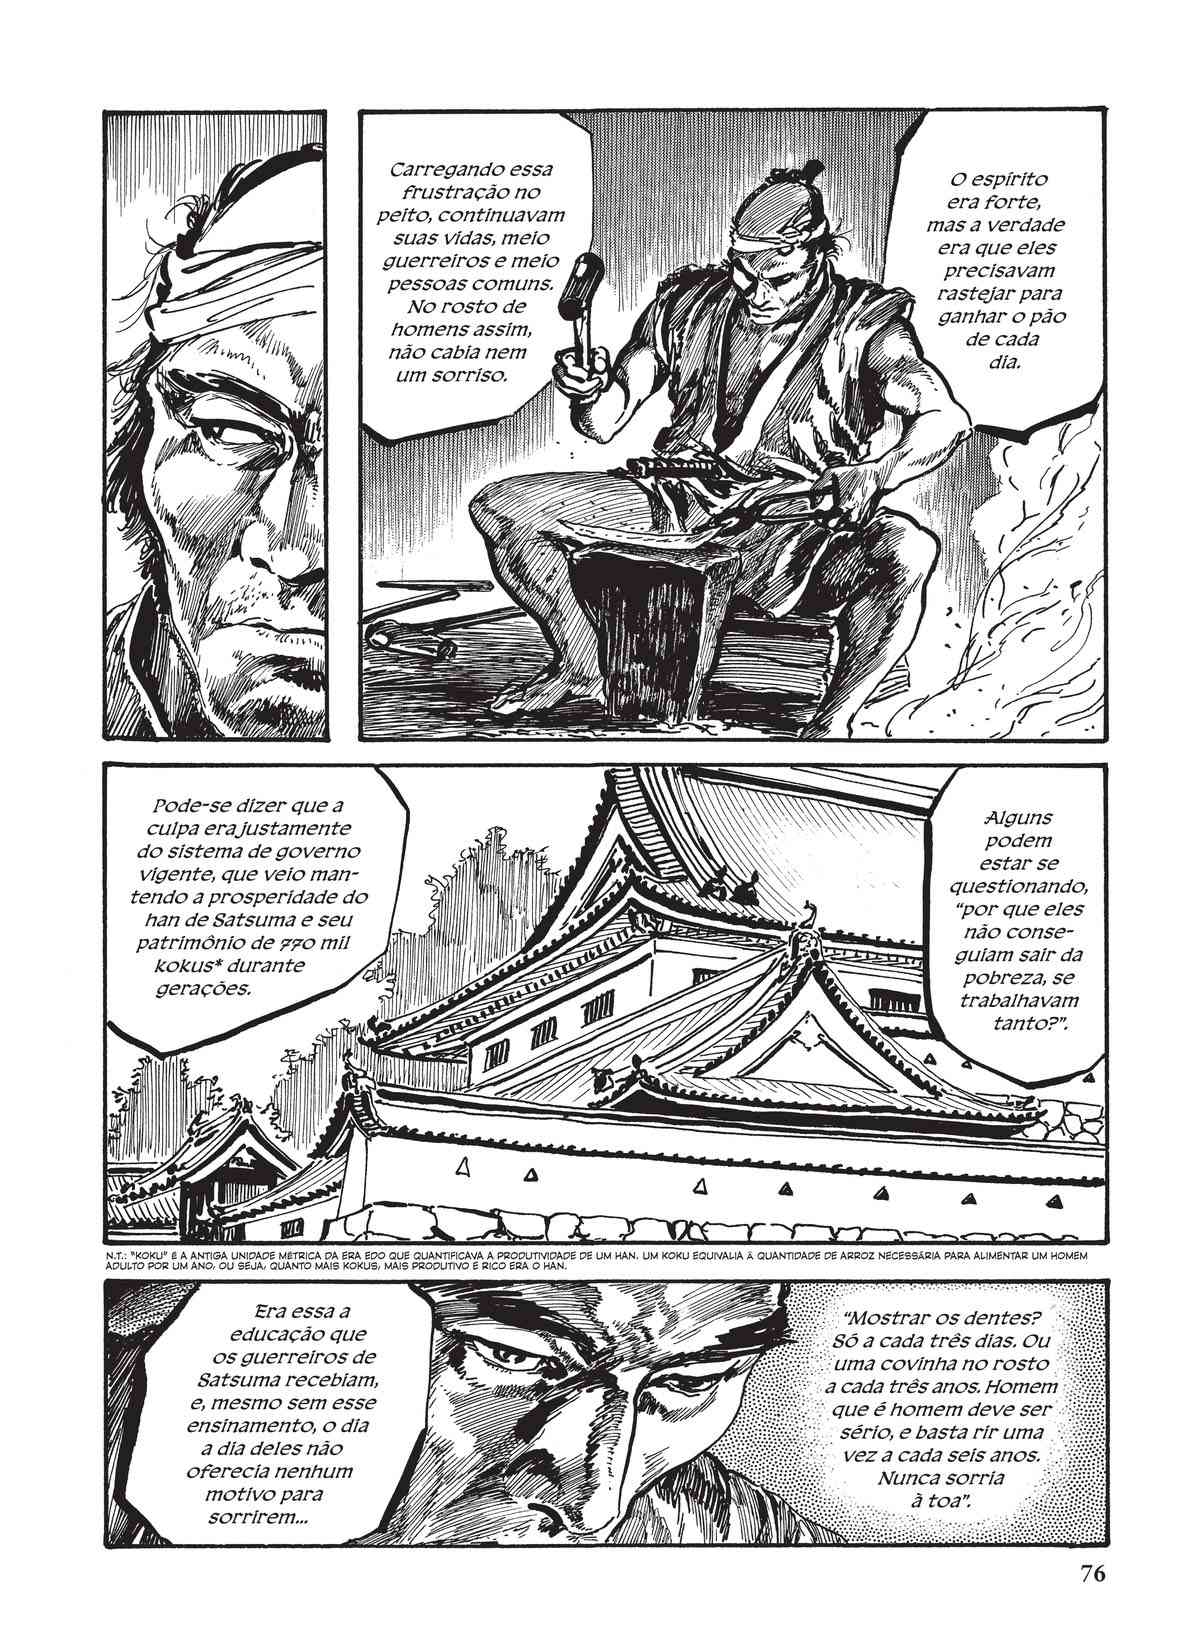 O espírito
era forte,
mas a verdade
era que eles
precisavam
rastejar para
ganhar o pão
de cada
dia.
Carregando essa
frustração no
peito, continuavam
suas vidas, meio
guerreiros e meio
pessoas comuns.
No rosto de
homens assim,
não cabia nem
um sorriso.
Alguns
podem
estar se
questionando,
"por que eles
não conse-
guiam sair da
pobreza, se
trabalhavam
tanto?".
Pode-se dizer que a
culpa era justamente
do sistema de governo
vigente, que veio man-
tendo a prosperidade do
han de Satsuma e seu
patrimônio de 770 mil
kokus* durante
gerações.
N.T.: "KOKU" É A ANTIGA UNIDADE MÉTRICA DA ERA EDO QUE QUANTIFICAVA A PRODUTIVIDADE DE UM HAN. UM KOKU EQUIVALIA À QUANTIDADE DE ARROZ NECESSÁRIA PARA ALIMENTAR UM HOMEM
ADULTO POR UM ANO, OU SEJA, QUANTO MAIS KOKUS, MAIS PRODUTIVO E RICO ERA O HAN.
"Mostrar os dentes?
Só a cada três dias. Ou
uma covinha no rosto
a cada três anos. Homem
que é homem deve ser
sério, e basta rir uma
vez a cada seis anos.
Nunca sorria
à toa".
Era essa a
educação que
os guerreiros de
Satsuma recebiam,
e, mesmo sem esse
ensinamento, o dia
a dia deles não
oferecia nenhum
motivo para
sorrirem...
76